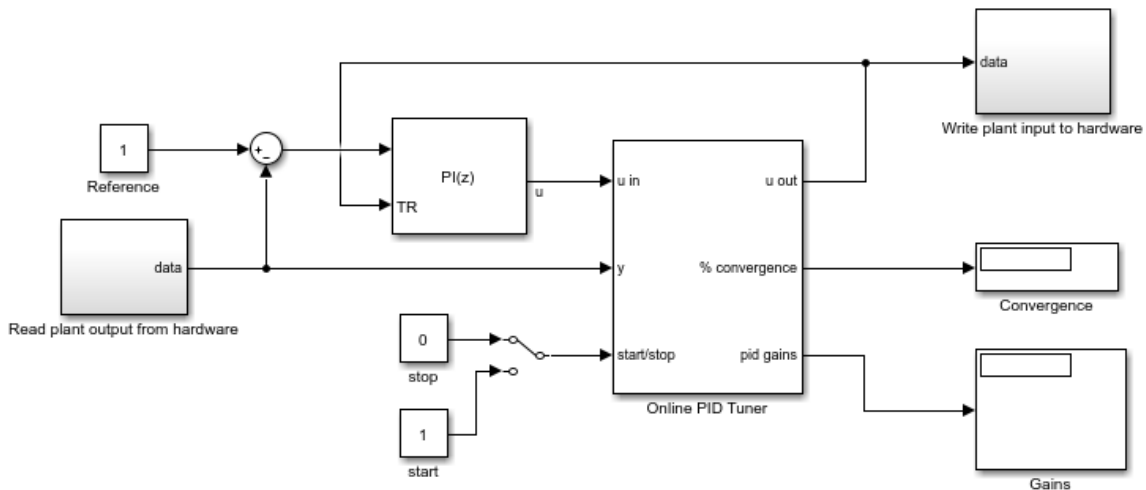 data
Write plant input to hardware
1
Reference
+
-
PI(z)
TR
u
u in
u out
data
Read plant output from hardware
y
% convergence
Convergence
0
stop
start/stop
pid gains
Online PID Tuner
1
start
Gains